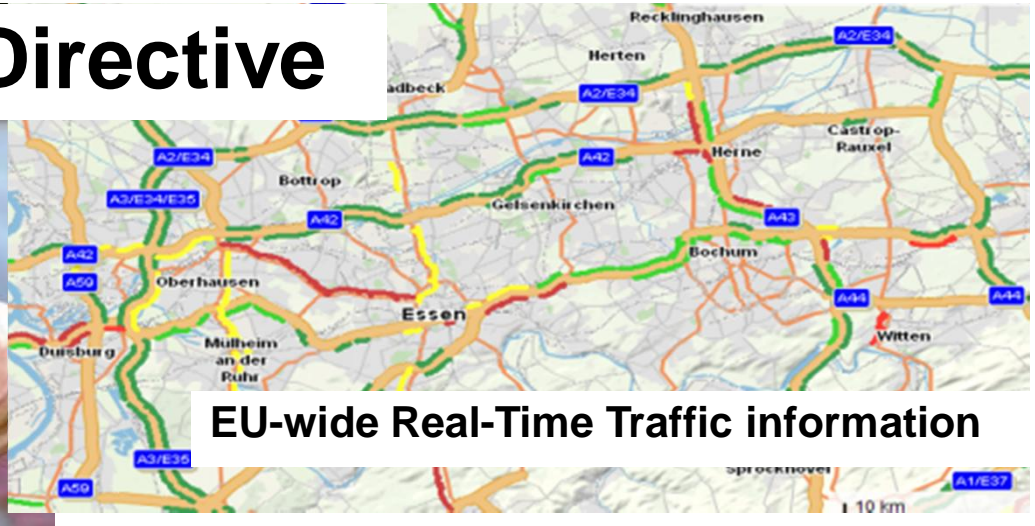 Directive
Recklinghausen
A2/E34
Herten
adbeck
A2/E34
Castrop-
Rauxel
A2/E34
A42
Herne
Bottrop
A3/E34/E35
Gelsenkirchen
A42
A43
A42
Bochum
A59
Oberhausen
A44
A44
Essen
Duisburg
Mülheim
an der
Ruhr
Witten
EU-wide Real-Time Traffic information
A3/E35
Sprockhövel
A59
A1/E37
10 km